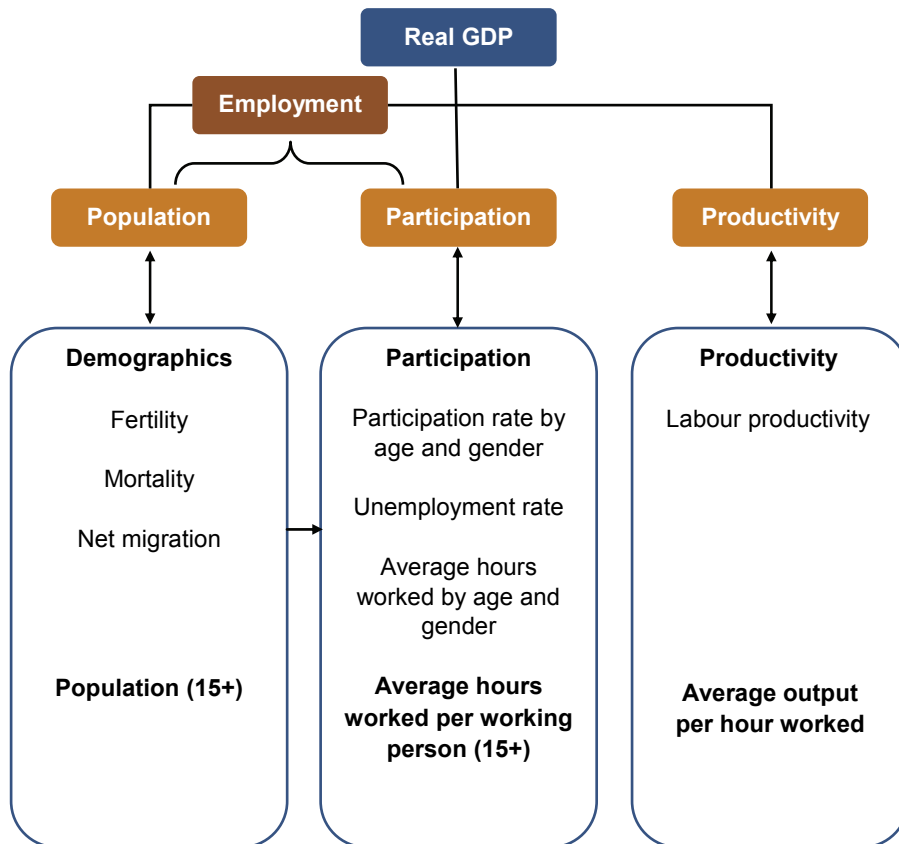 Real GDP
Employment
Population
Participation
Productivity
Demographics
Fertility
Mortality
Net migration
Population (15+)
Participation
Participation rate by
age and gender
Unemployment rate
Average hours
worked by age and
gender
Average hours
worked per working
person (15+)
Productivity
Labour productivity
Average output
per hour worked